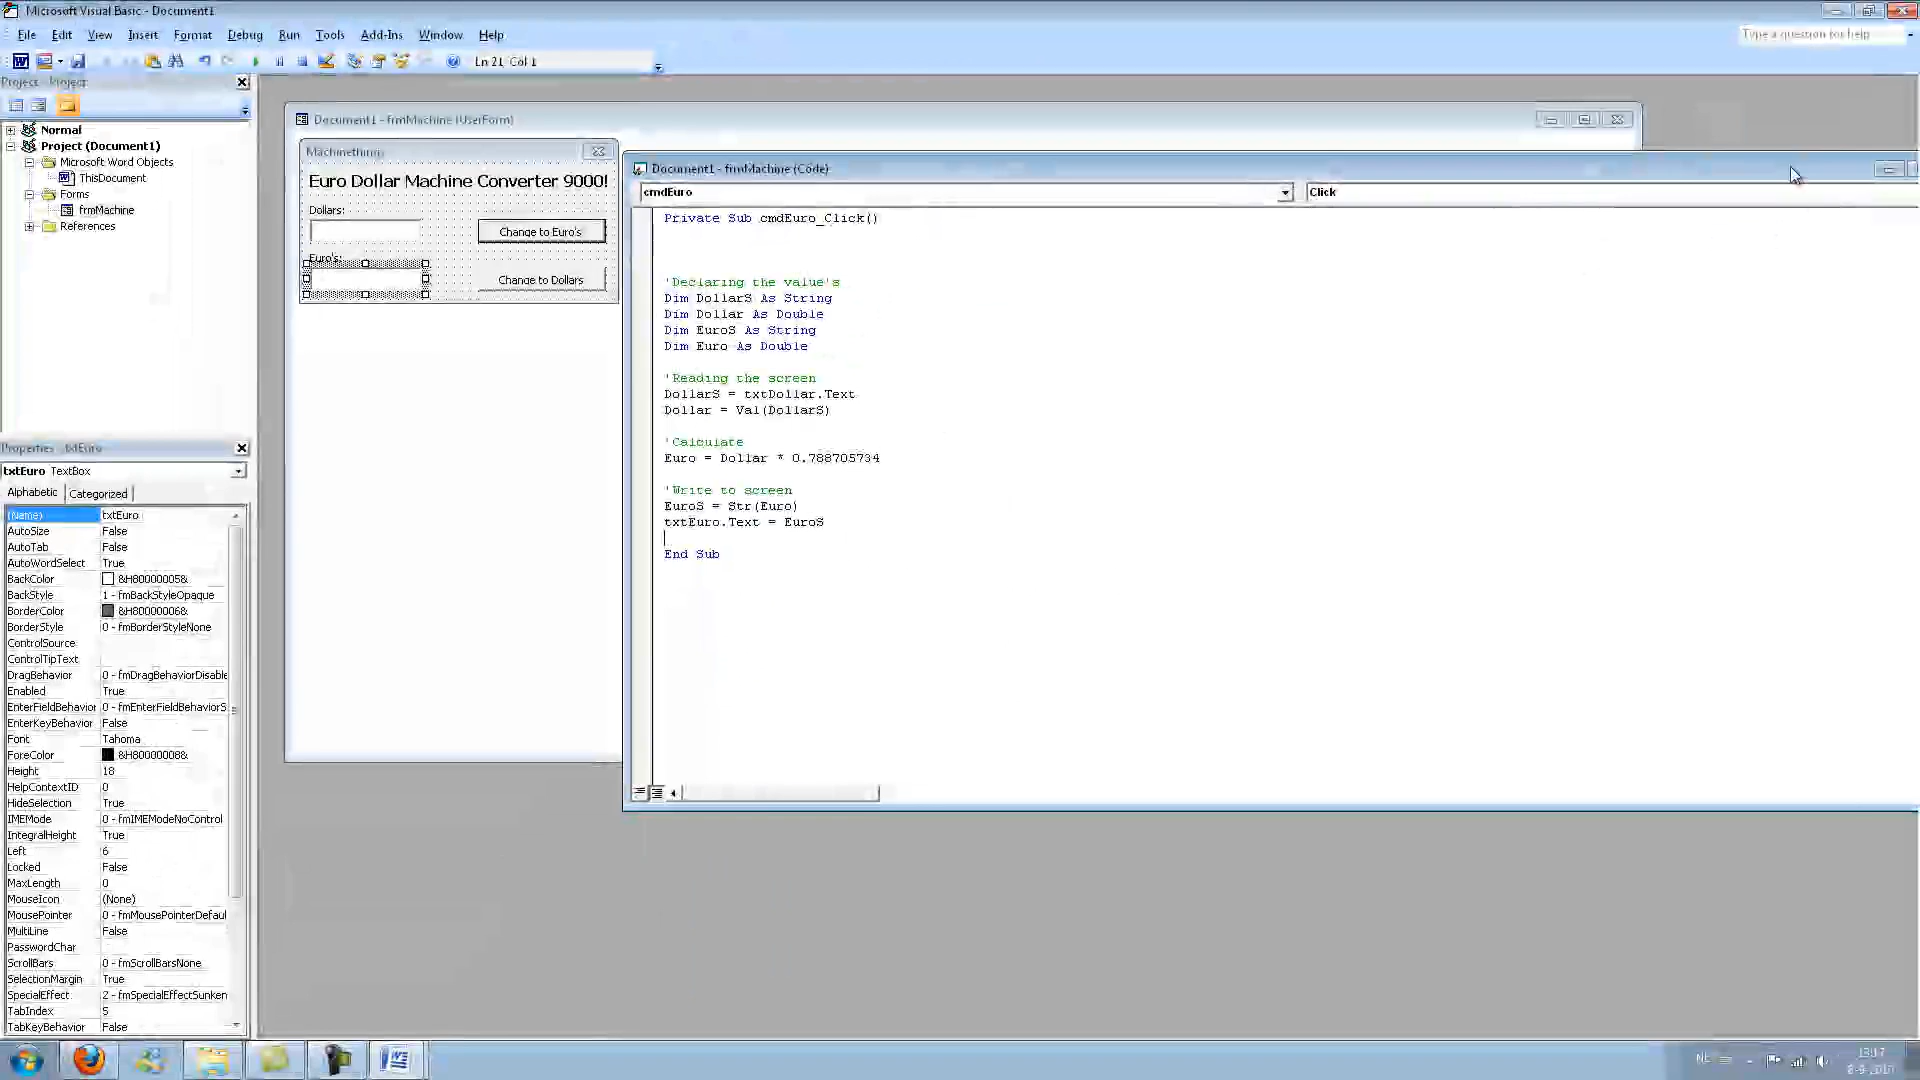 Microsoft Visual Basic - Document1
File Edit View Insert Format Debug Run Tools Add-Ins Window Help
Type a question for help
Ln 21, Col 1
Project - Project
Normal
Project (Document1)
Microsoft Word Objects
ThisDocument
Forms
frmMachine
References
Document1 - frmMachine (UserForm)
Machinething
Euro Dollar Machine Converter 9000!
Dollars:
Change to Euro's
Euro's:
Change to Dollars
Document1 - frmMachine (Code)
cmdEuro
Click
Private Sub cmdEuro_Click()
'Declaring the value's
Dim DollarS As String
Dim Dollar As Double
Dim EuroS As String
Dim Euro As Double
'Reading the screen
DollarS = txtDollar.Text
Dollar = Val(DollarS)
'Calculate
Euro = Dollar * 0.788705734
'Write to screen
EuroS = Str(Euro)
txtEuro.Text = EuroS
End Sub
Properties - txtEuro
txtEuro TextBox
Alphabetic Categorized
(Name) txtEuro
AutoSize False
AutoTab False
AutoWordSelect True
BackColor &H80000005&
BackStyle 1 - fmBackStyleOpaque
BorderColor &H80000006&
BorderStyle 0 - fmBorderStyleNone
ControlSource
ControlTipText
DragBehavior 0 - fmDragBehaviorDisable
Enabled True
EnterFieldBehavior 0 - fmEnterFieldBehaviorS
EnterKeyBehavior False
Font Tahoma
ForeColor &H80000008&
Height 18
HelpContextID 0
HideSelection True
IMEMode 0 - fmIMEModeNoControl
IntegralHeight True
Left 6
Locked False
MaxLength 0
MouseIcon (None)
MousePointer 0 - fmMousePointerDefaul
MultiLine False
PasswordChar
ScrollBars 0 - fmScrollBarsNone
SelectionMargin True
SpecialEffect 2 - fmSpecialEffectSunken
TabIndex 5
TabKeyBehavior False
NL
13:17